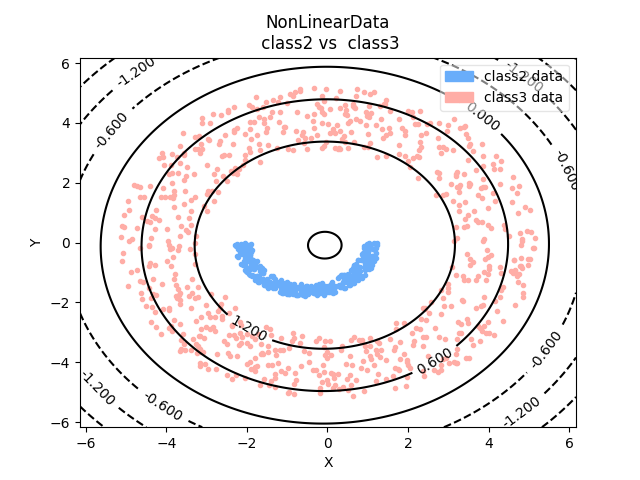 NonLinearData
class2 vs class3
class2 data
class3 data
-1.200
-1.200
-0.600
0.000
-0.600
1.200
0.600
-0.600
-1.200
-0.600
-1.200
6
4
2
0
−2
−4
−6
Y
−6 −4 −2 0 2 4 6
X